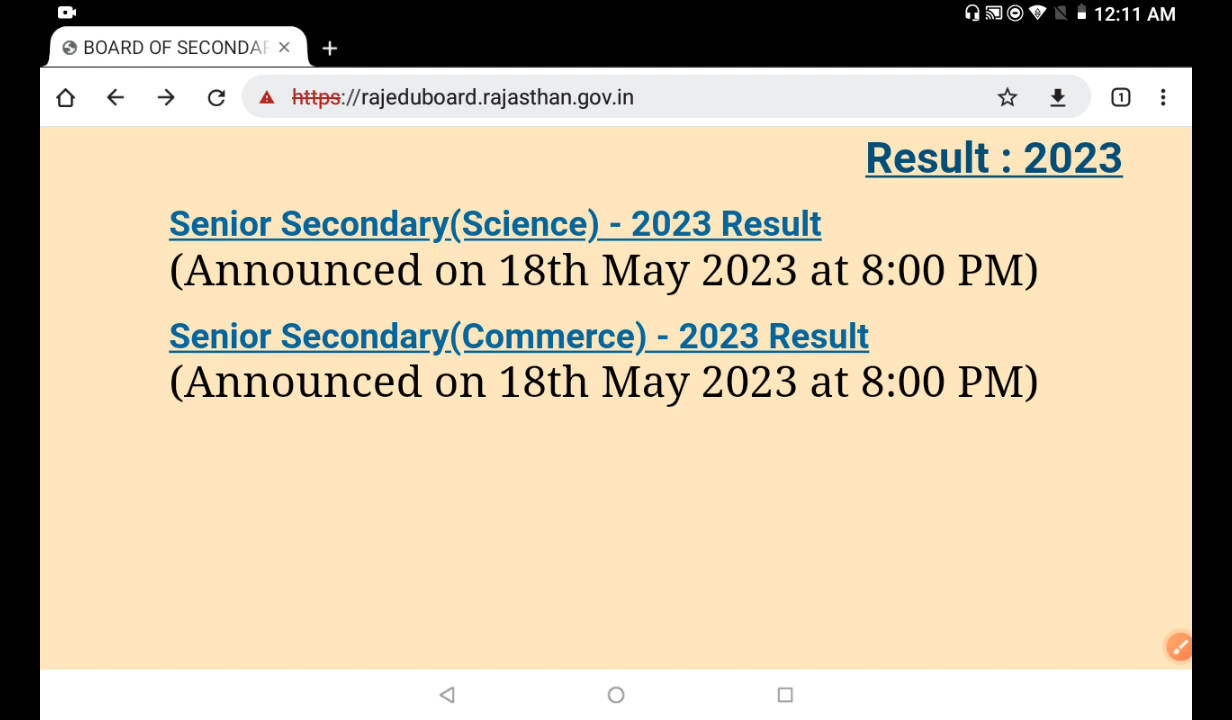 12:11 AM
BOARD OF SECONDAR
https://rajeduboard.rajasthan.gov.in
1
Result : 2023
Senior Secondary(Science) - 2023 Result
(Announced on 18th May 2023 at 8:00 PM)
Senior Secondary(Commerce) - 2023 Result
(Announced on 18th May 2023 at 8:00 PM)